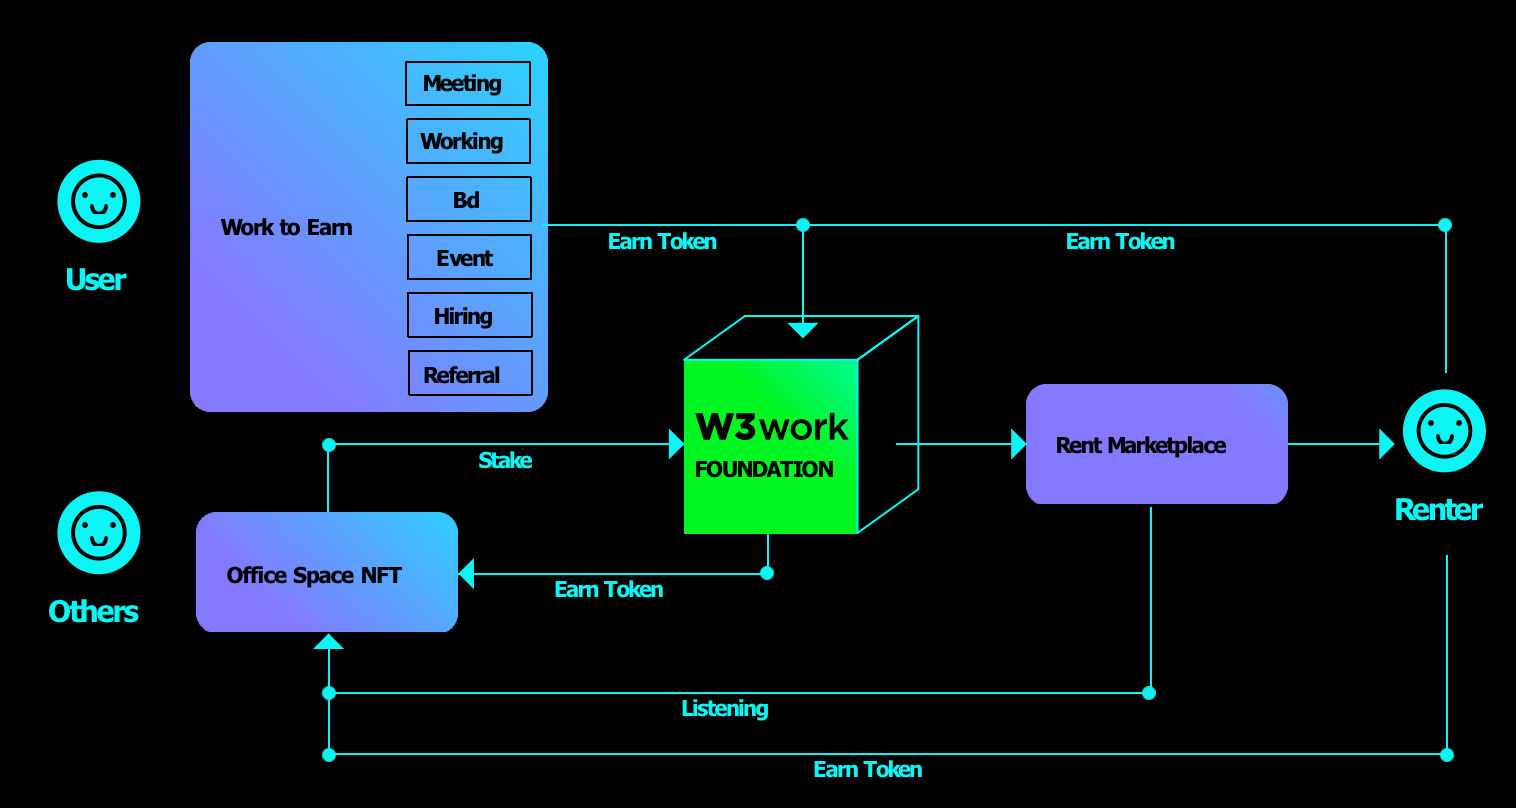 Meeting
Working
Bd
Work to Earn
Event
Hiring
Referral
User
Earn Token
Earn Token
W3work
FOUNDATION
Stake
Rent Marketplace
Renter
Office Space NFT
Others
Earn Token
Listening
Earn Token